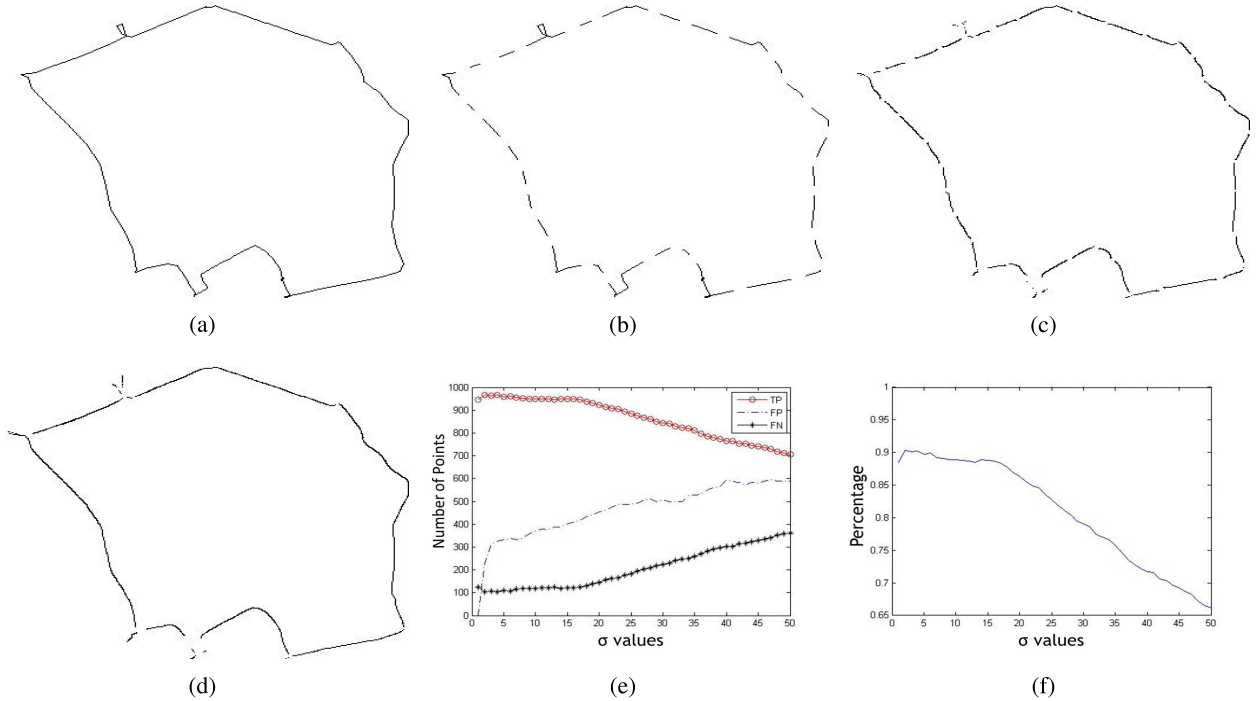 (a)
(b)
(c)
(d)
Number of Points
1000
900
800
700
600
500
400
300
200
100
0
0 5 10 15 20 25 30 35 40 45 50
σ values
TP
FP
FN
(e)
Percentage
1
0.95
0.9
0.85
0.8
0.75
0.7
0.65
0 5 10 15 20 25 30 35 40 45 50
σ values
(f)